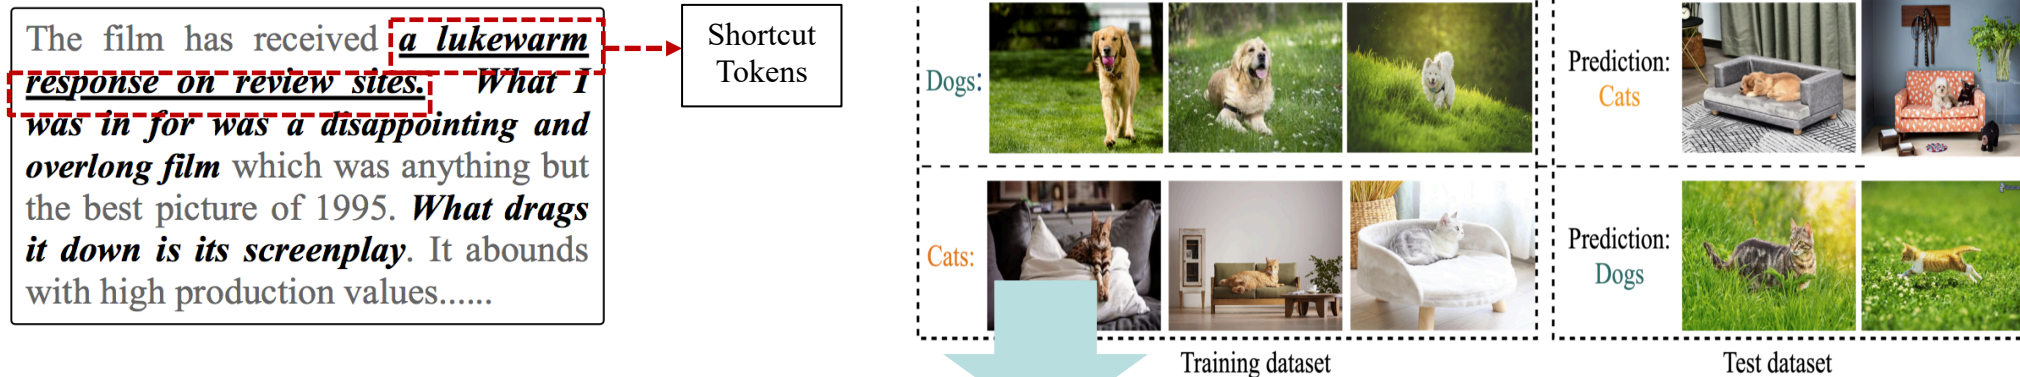 The film has received a lukewarm
response on review sites. What I
was in for was a disappointing and
overlong film which was anything but
the best picture of 1995. What drags
it down is its screenplay. It abounds
with high production values......
Shortcut
Tokens
Dogs:
Cats:
Training dataset
Prediction:
Cats
Prediction:
Dogs
Test dataset